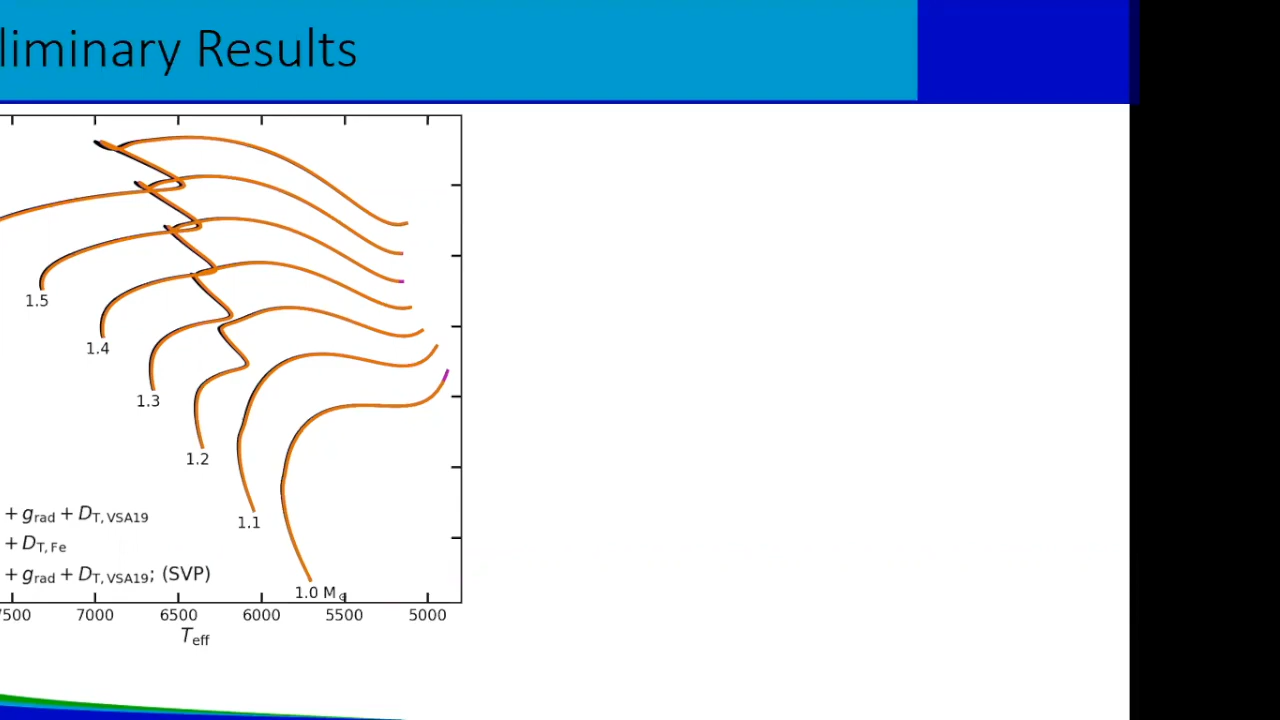 liminary Results
1.5
1.4
1.3
1.2
1.1
1.0 M⊙
+ g_rad + D_T,VSA19
+ D_T,Fe
+ g_rad + D_T,VSA19; (SVP)
7500 7000 6500 6000 5500 5000
T_eff